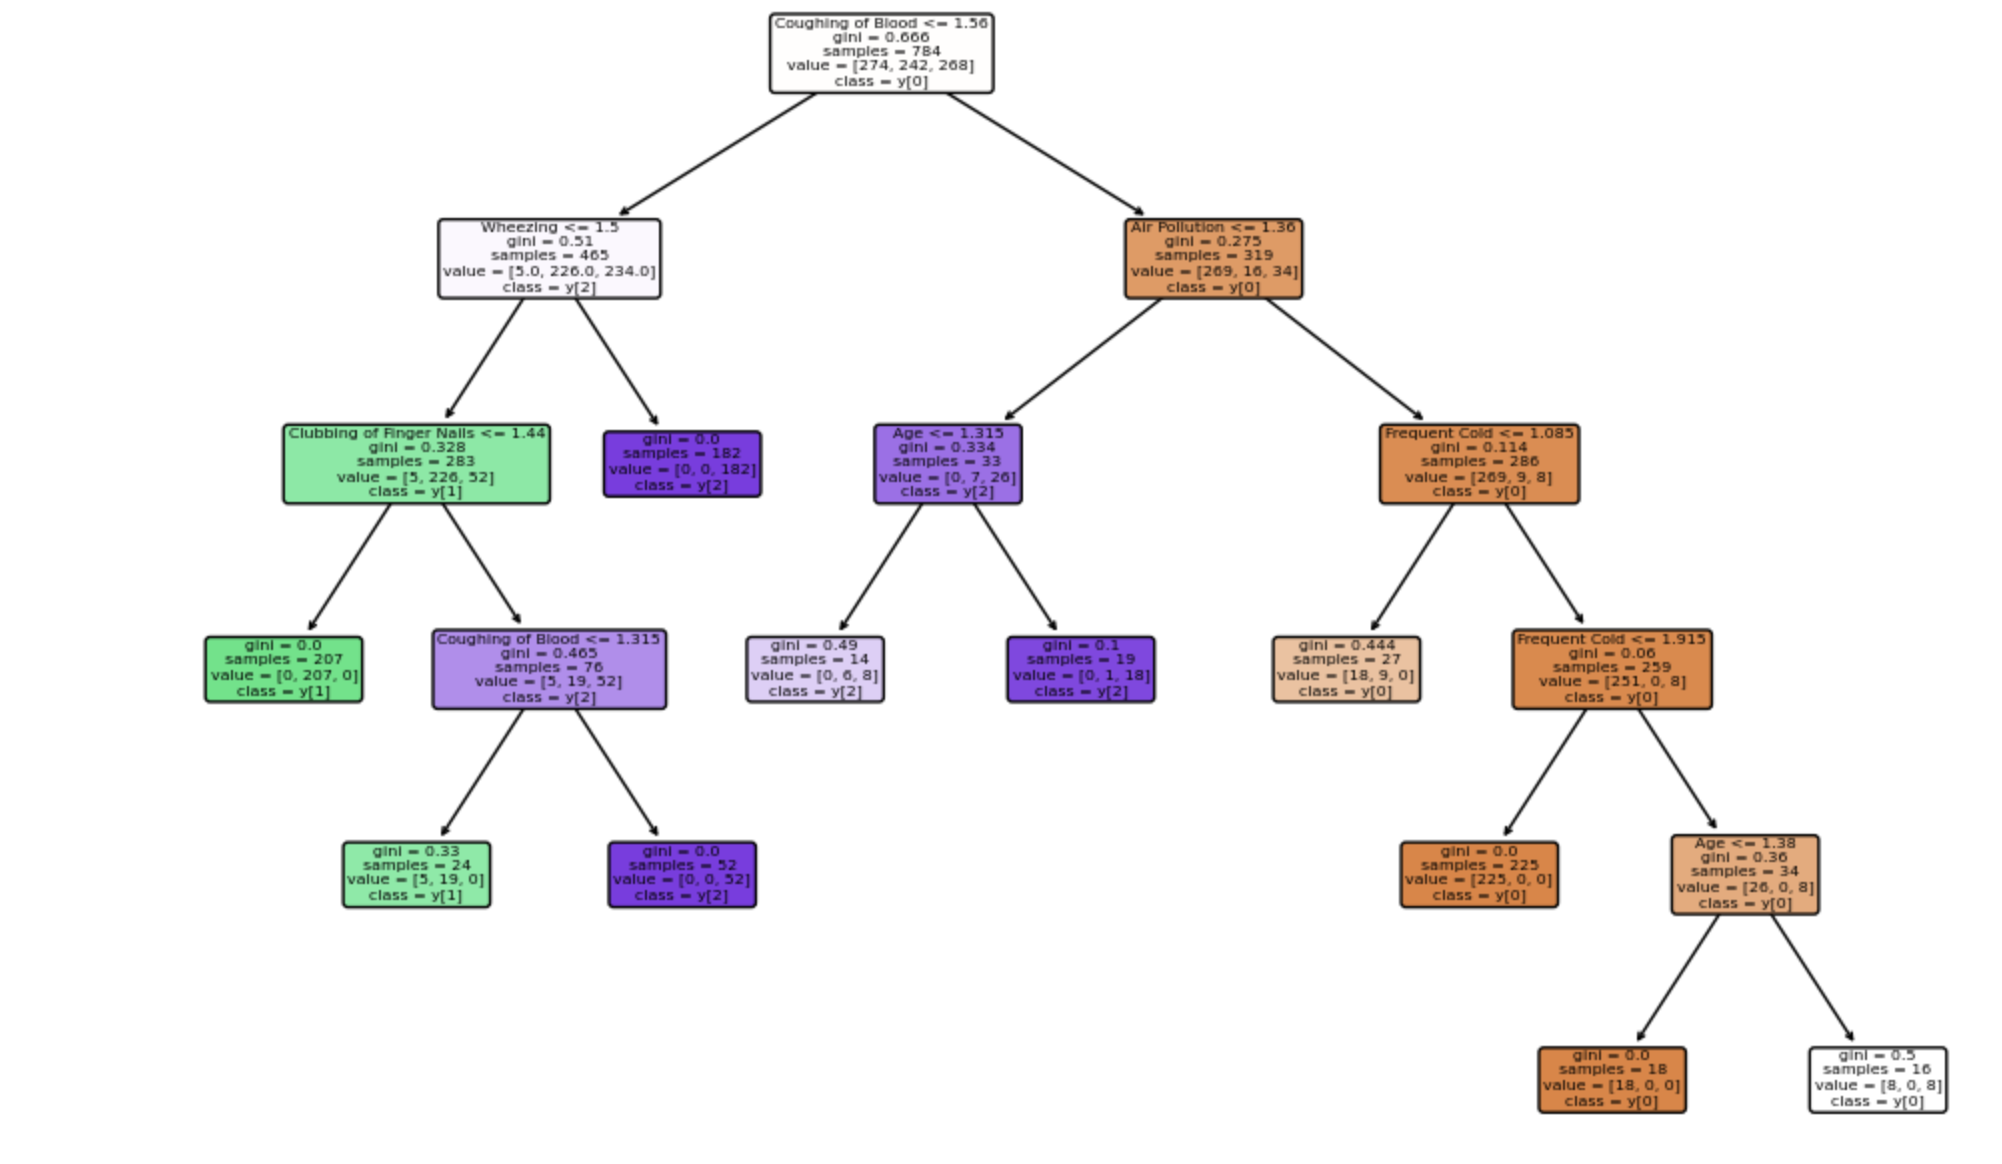 Coughing of Blood <= 1.56
gini = 0.666
samples = 784
value = [274, 242, 268]
class = y[0]
Wheezing <= 1.5
gini = 0.51
samples = 465
value = [5.0, 226.0, 234.0]
class = y[2]
Air Pollution <= 1.36
gini = 0.275
samples = 319
value = [269, 16, 34]
class = y[0]
Clubbing of Finger Nails <= 1.44
gini = 0.328
samples = 283
value = [5, 226, 52]
class = y[1]
gini = 0.0
samples = 182
value = [0, 0, 182]
class = y[2]
Age <= 1.315
gini = 0.334
samples = 33
value = [0, 7, 26]
class = y[2]
Frequent Cold <= 1.085
gini = 0.114
samples = 286
value = [269, 9, 8]
class = y[0]
gini = 0.0
samples = 207
value = [0, 207, 0]
class = y[1]
Coughing of Blood <= 1.315
gini = 0.465
samples = 76
value = [5, 19, 52]
class = y[2]
gini = 0.49
samples = 14
value = [0, 6, 8]
class = y[2]
gini = 0.1
samples = 19
value = [0, 1, 18]
class = y[2]
gini = 0.444
samples = 27
value = [18, 9, 0]
class = y[0]
Frequent Cold <= 1.915
gini = 0.06
samples = 259
value = [251, 0, 8]
class = y[0]
gini = 0.33
samples = 24
value = [5, 19, 0]
class = y[1]
gini = 0.0
samples = 52
value = [0, 0, 52]
class = y[2]
gini = 0.0
samples = 225
value = [225, 0, 0]
class = y[0]
Age <= 1.38
gini = 0.36
samples = 34
value = [26, 0, 8]
class = y[0]
gini = 0.0
samples = 18
value = [18, 0, 0]
class = y[0]
gini = 0.5
samples = 16
value = [8, 0, 8]
class = y[0]